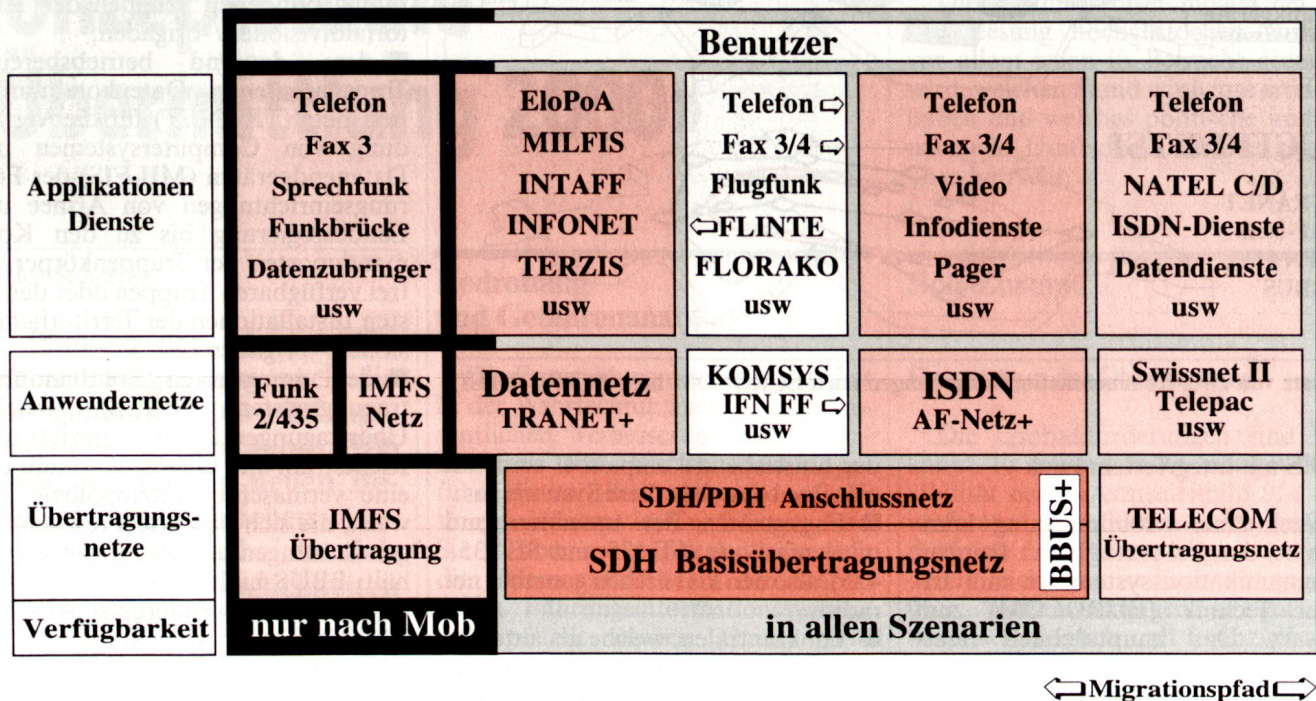 Benutzer
Applikationen
Dienste
Telefon
Fax 3
Sprechfunk
Funkbrücke
Datenzubringer
usw
EloPoA
MILFIS
INTAFF
INFONET
TERZIS
usw
Telefon ⇨
Fax 3/4 ⇨
Flugfunk
⇦FLINTE
FLORAKO
usw
Telefon
Fax 3/4
Video
Infodienste
Pager
usw
Telefon
Fax 3/4
NATEL C/D
ISDN-Dienste
Datendienste
usw
Anwendernetze
Funk
2/435
IMFS
Netz
Datennetz
TRANET+
KOMSYS
IFN FF ⇨
usw
ISDN
AF-Netz+
Swissnet II
Telepac
usw
Übertragungs-
netze
IMFS
Übertragung
SDH/PDH Anschlussnetz
SDH Basisübertragungsnetz
BBUS+
TELECOM
Übertragungsnetz
Verfügbarkeit
nur nach Mob
in allen Szenarien
⇦Migrationspfad⇨